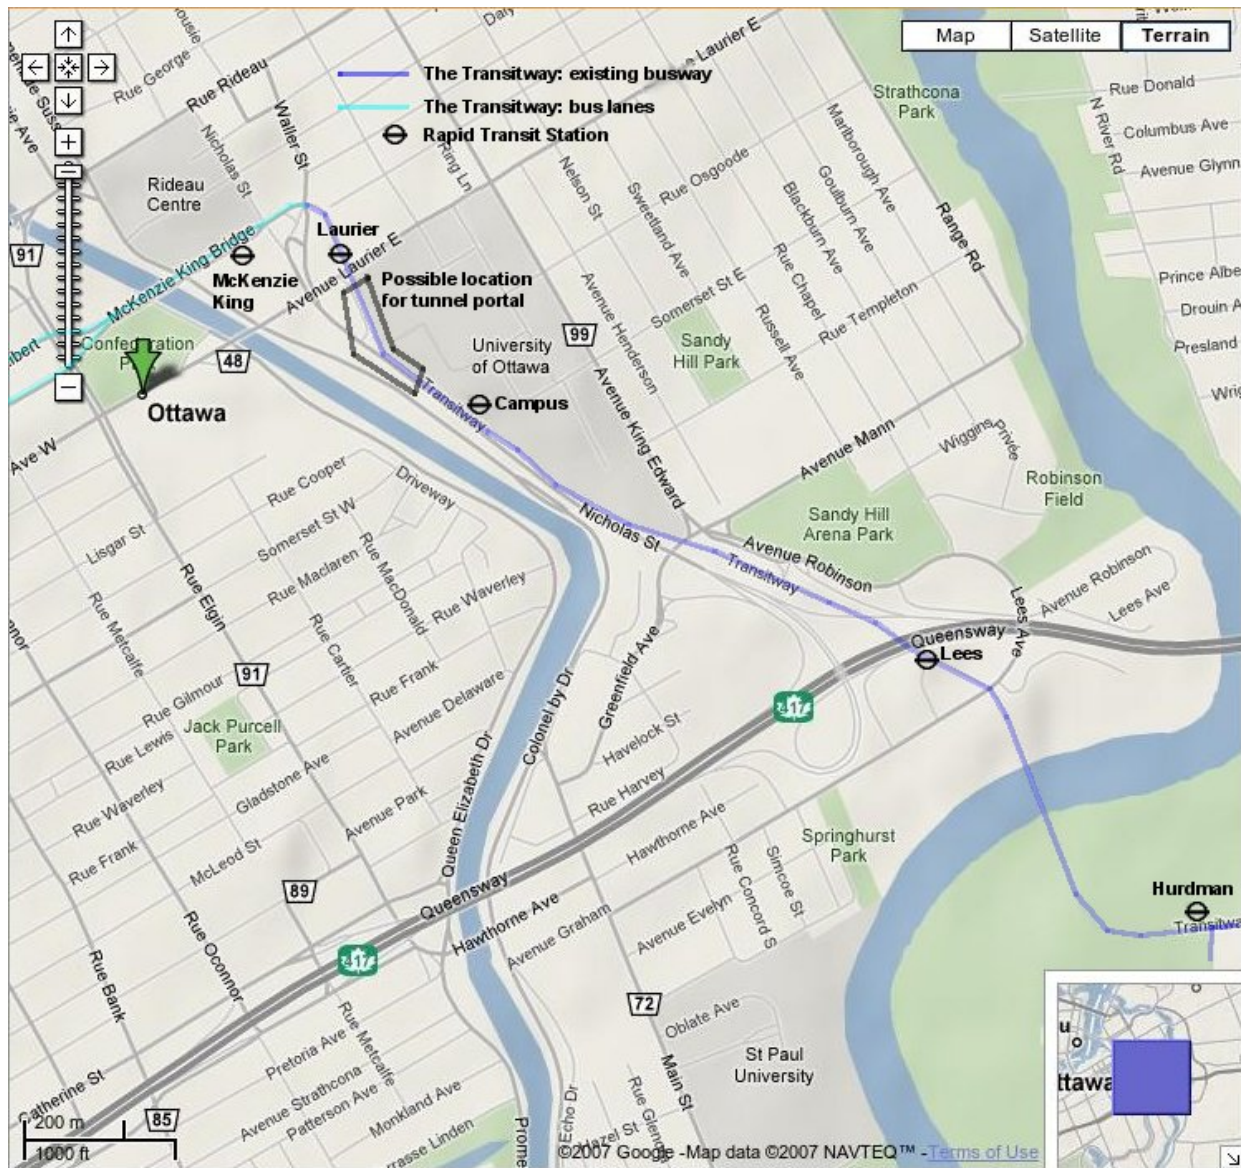 Map
Satellite
Terrain
The Transitway: existing busway
The Transitway: bus lanes
Rapid Transit Station
Rue George
Rue Rideau
Laurier E
Ring Ln
Strathcona
Park
Rue Donald
N River Rd
Columbus Ave
Avenue Glynn
Nicholas St
Waller St
Nelson St
Sweetland Ave
Rue Osgoode
Marlborough Ave
Goulburn Ave
Blackburn Ave
Range Rd
Rideau
Centre
91
Laurier
McKenzie
King
McKenzie King Bridge
Avenue Laurier E
Possible location
for tunnel portal
Avenue Henderson
Somerset St E
Rue Chapel
Russell Ave
Rue Templeton
Prince Albe
Drouin A
Presland
48
99
University
of Ottawa
Sandy
Hill Park
Ottawa
Transitway
Campus
Avenue King Edward
Avenue Mann
Wiggins
Privée
Robinson
Field
Ave W
Rue Cooper
Driveway
Somerset St W
Lisgar St
Rue Maclaren
Rue MacDonald
Rue Waverley
Nicholas St
Sandy Hill
Arena Park
Avenue Robinson
Transitway
Avenue Robinson
Lees Ave
Lees Ave
Rue Elgin
Rue Metcalfe
Rue Cartier
Queensway
Lees
91
Rue Frank
Rue Gilmour
Avenue Delaware
Greenfield Ave
Colonel by Dr
417
Jack Purcell
Park
Rue Lewis
Havelock St
Gladstone Ave
Queen Elizabeth Dr
Rue Waverley
Avenue Park
Rue Harvey
Rue Frank
McLeod St
Hawthorne Ave
Springhurst
Park
Rue Concord S
Simcoe St
Hurdman
Transitwa
89
Queensway
Hawthorne Ave
Avenue Graham
Avenue Evelyn
Rue Oconnor
Rue Bank
417
72
Oblate Ave
Rue Metcalfe
Pretoria Ave
Main St
St Paul
University
Catherine St
Avenue Strathcona
Patterson Ave
Monkland Ave
Echo Dr
85
Hazel St
200 m
1000 ft
©2007 Google -Map data ©2007 NAVTEQ™ -Terms of Use
ttawa